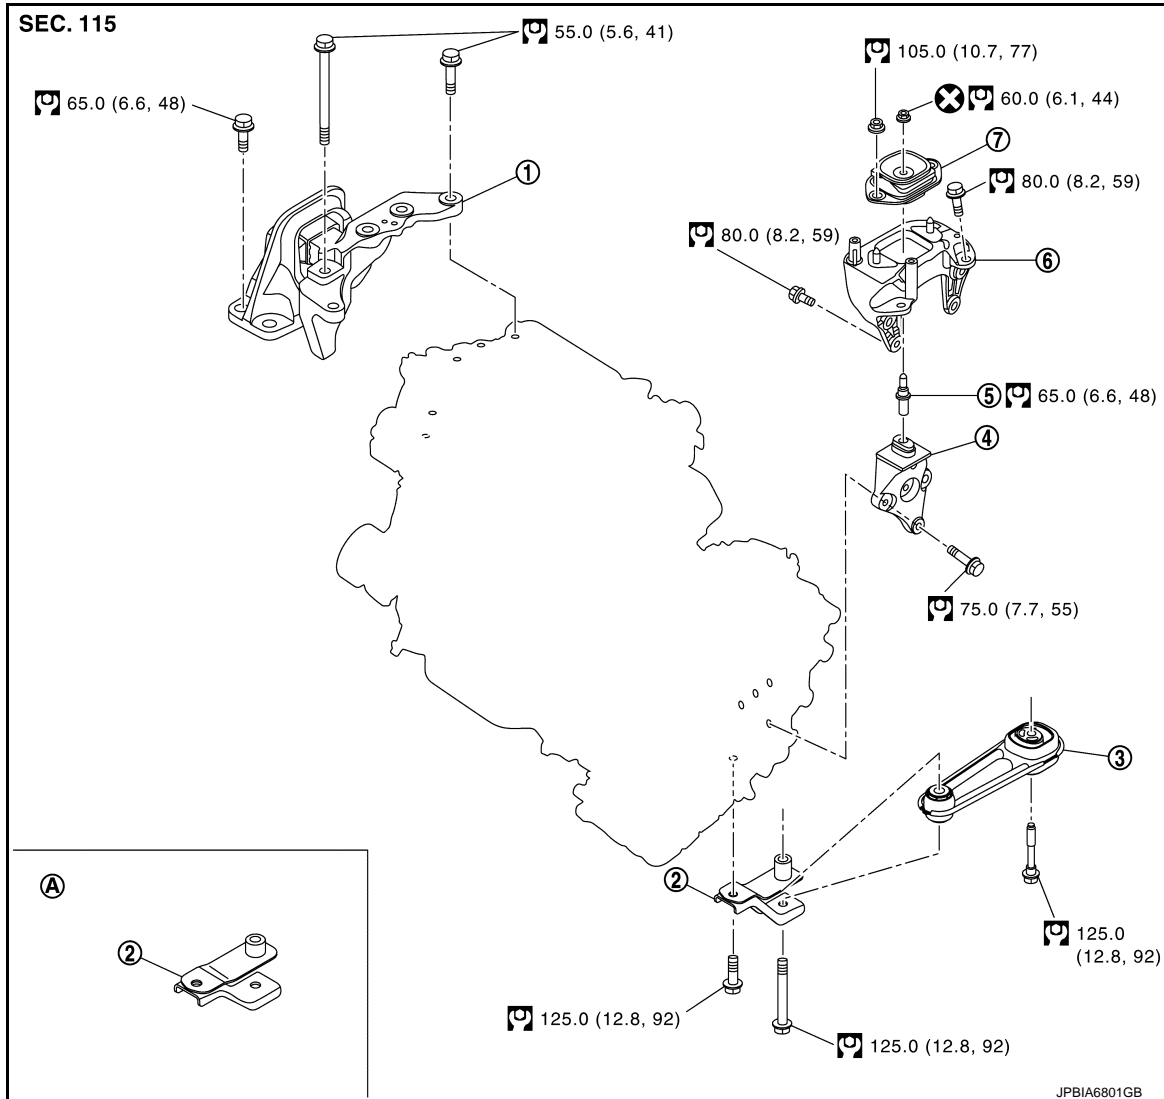 SEC. 115
55.0 (5.6, 41)
105.0 (10.7, 77)
65.0 (6.6, 48)
60.0 (6.1, 44)
7
1
80.0 (8.2, 59)
80.0 (8.2, 59)
6
5
65.0 (6.6, 48)
4
75.0 (7.7, 55)
3
A
2
2
125.0
(12.8, 92)
125.0 (12.8, 92)
125.0 (12.8, 92)
JPBIA6801GB